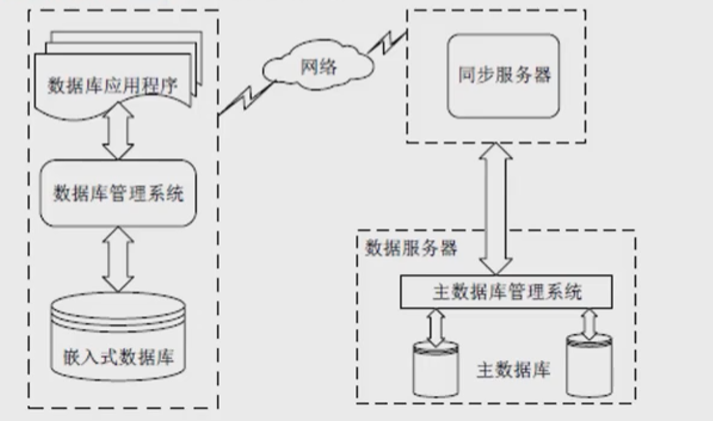 数据库应用程序
网络
同步服务器
数据库管理系统
数据服务器
主数据库管理系统
嵌入式数据库
主数据库